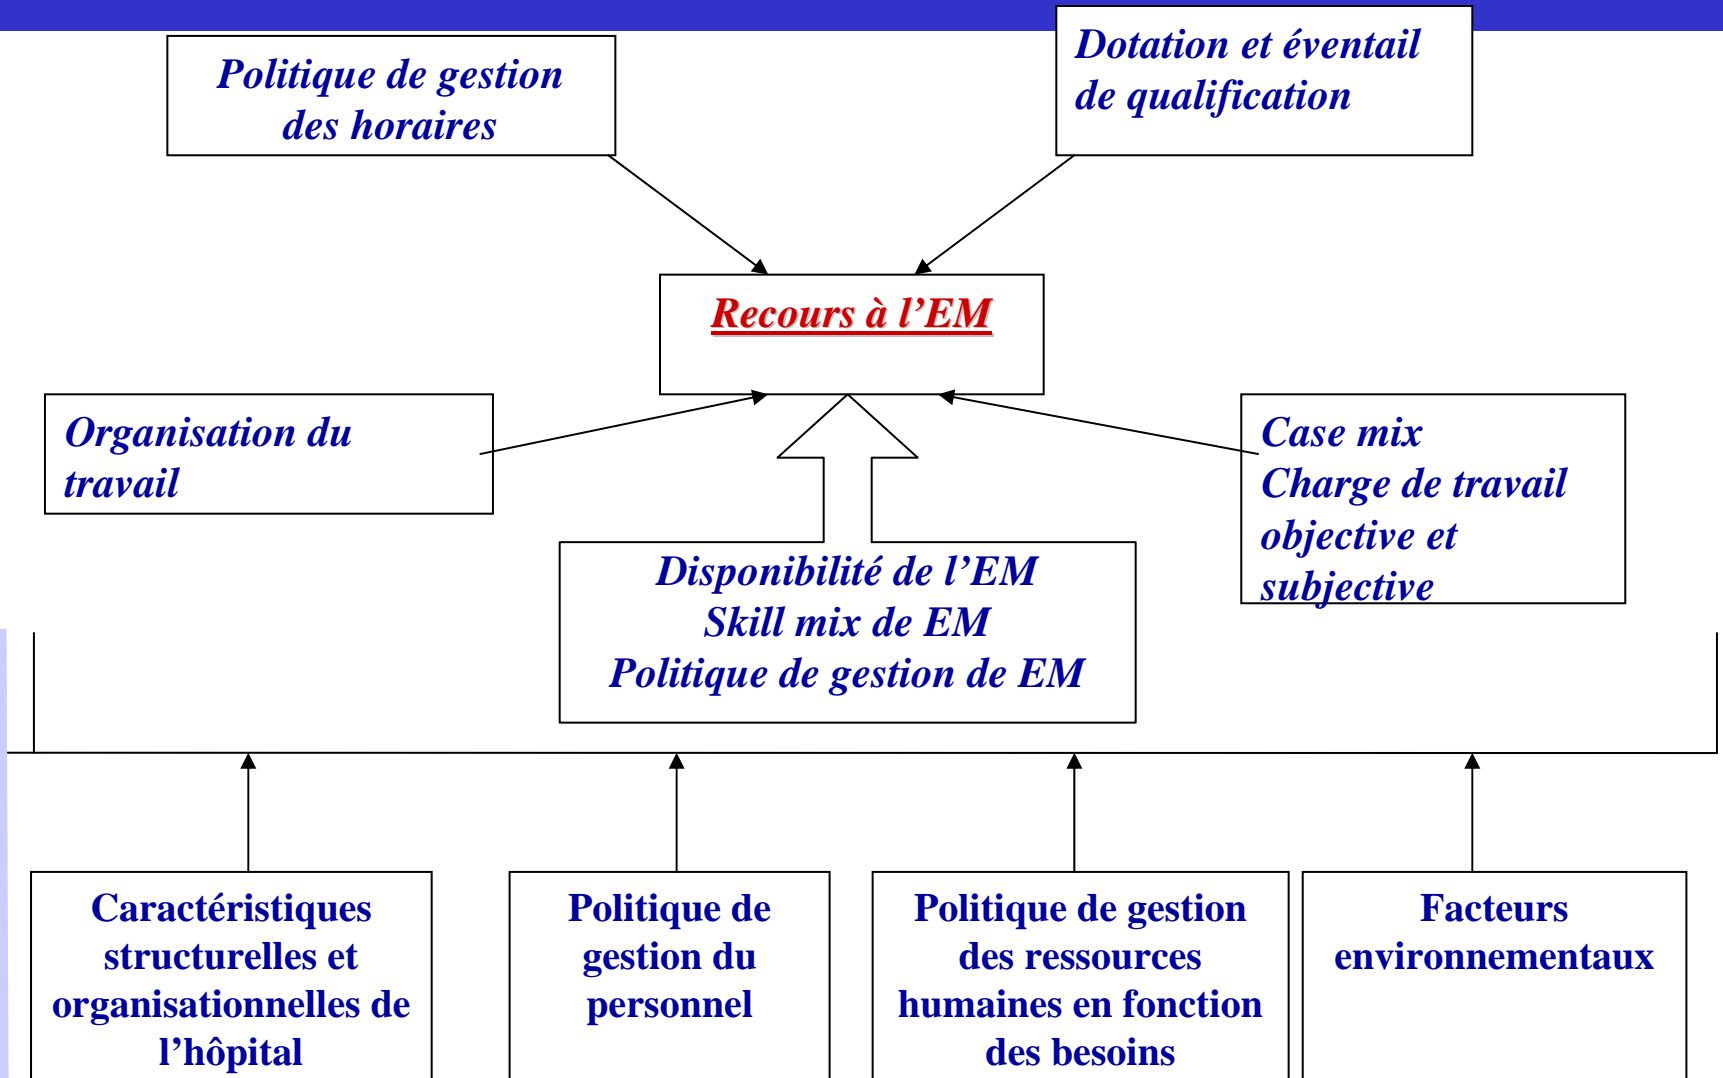 Politique de gestion
des horaires
Dotation et éventail
de qualification
Recours à l’EM
Organisation du
travail
Case mix
Charge de travail
objective et
subjective
Disponibilité de l’EM
Skill mix de EM
Politique de gestion de EM
Caractéristiques
structurelles et
organisationnelles de
l’hôpital
Politique de
gestion du
personnel
Politique de gestion
des ressources
humaines en fonction
des besoins
Facteurs
environnementaux